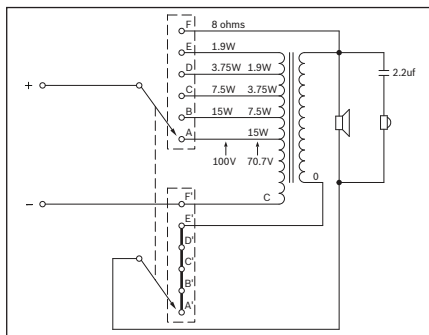 F 8 ohms
E 1.9W
D 3.75W 1.9W
C 7.5W 3.75W
B 15W 7.5W
A 15W
100V 70.7V
2.2uf
+
−
F'
C
0
E'
D'
C'
B'
A'